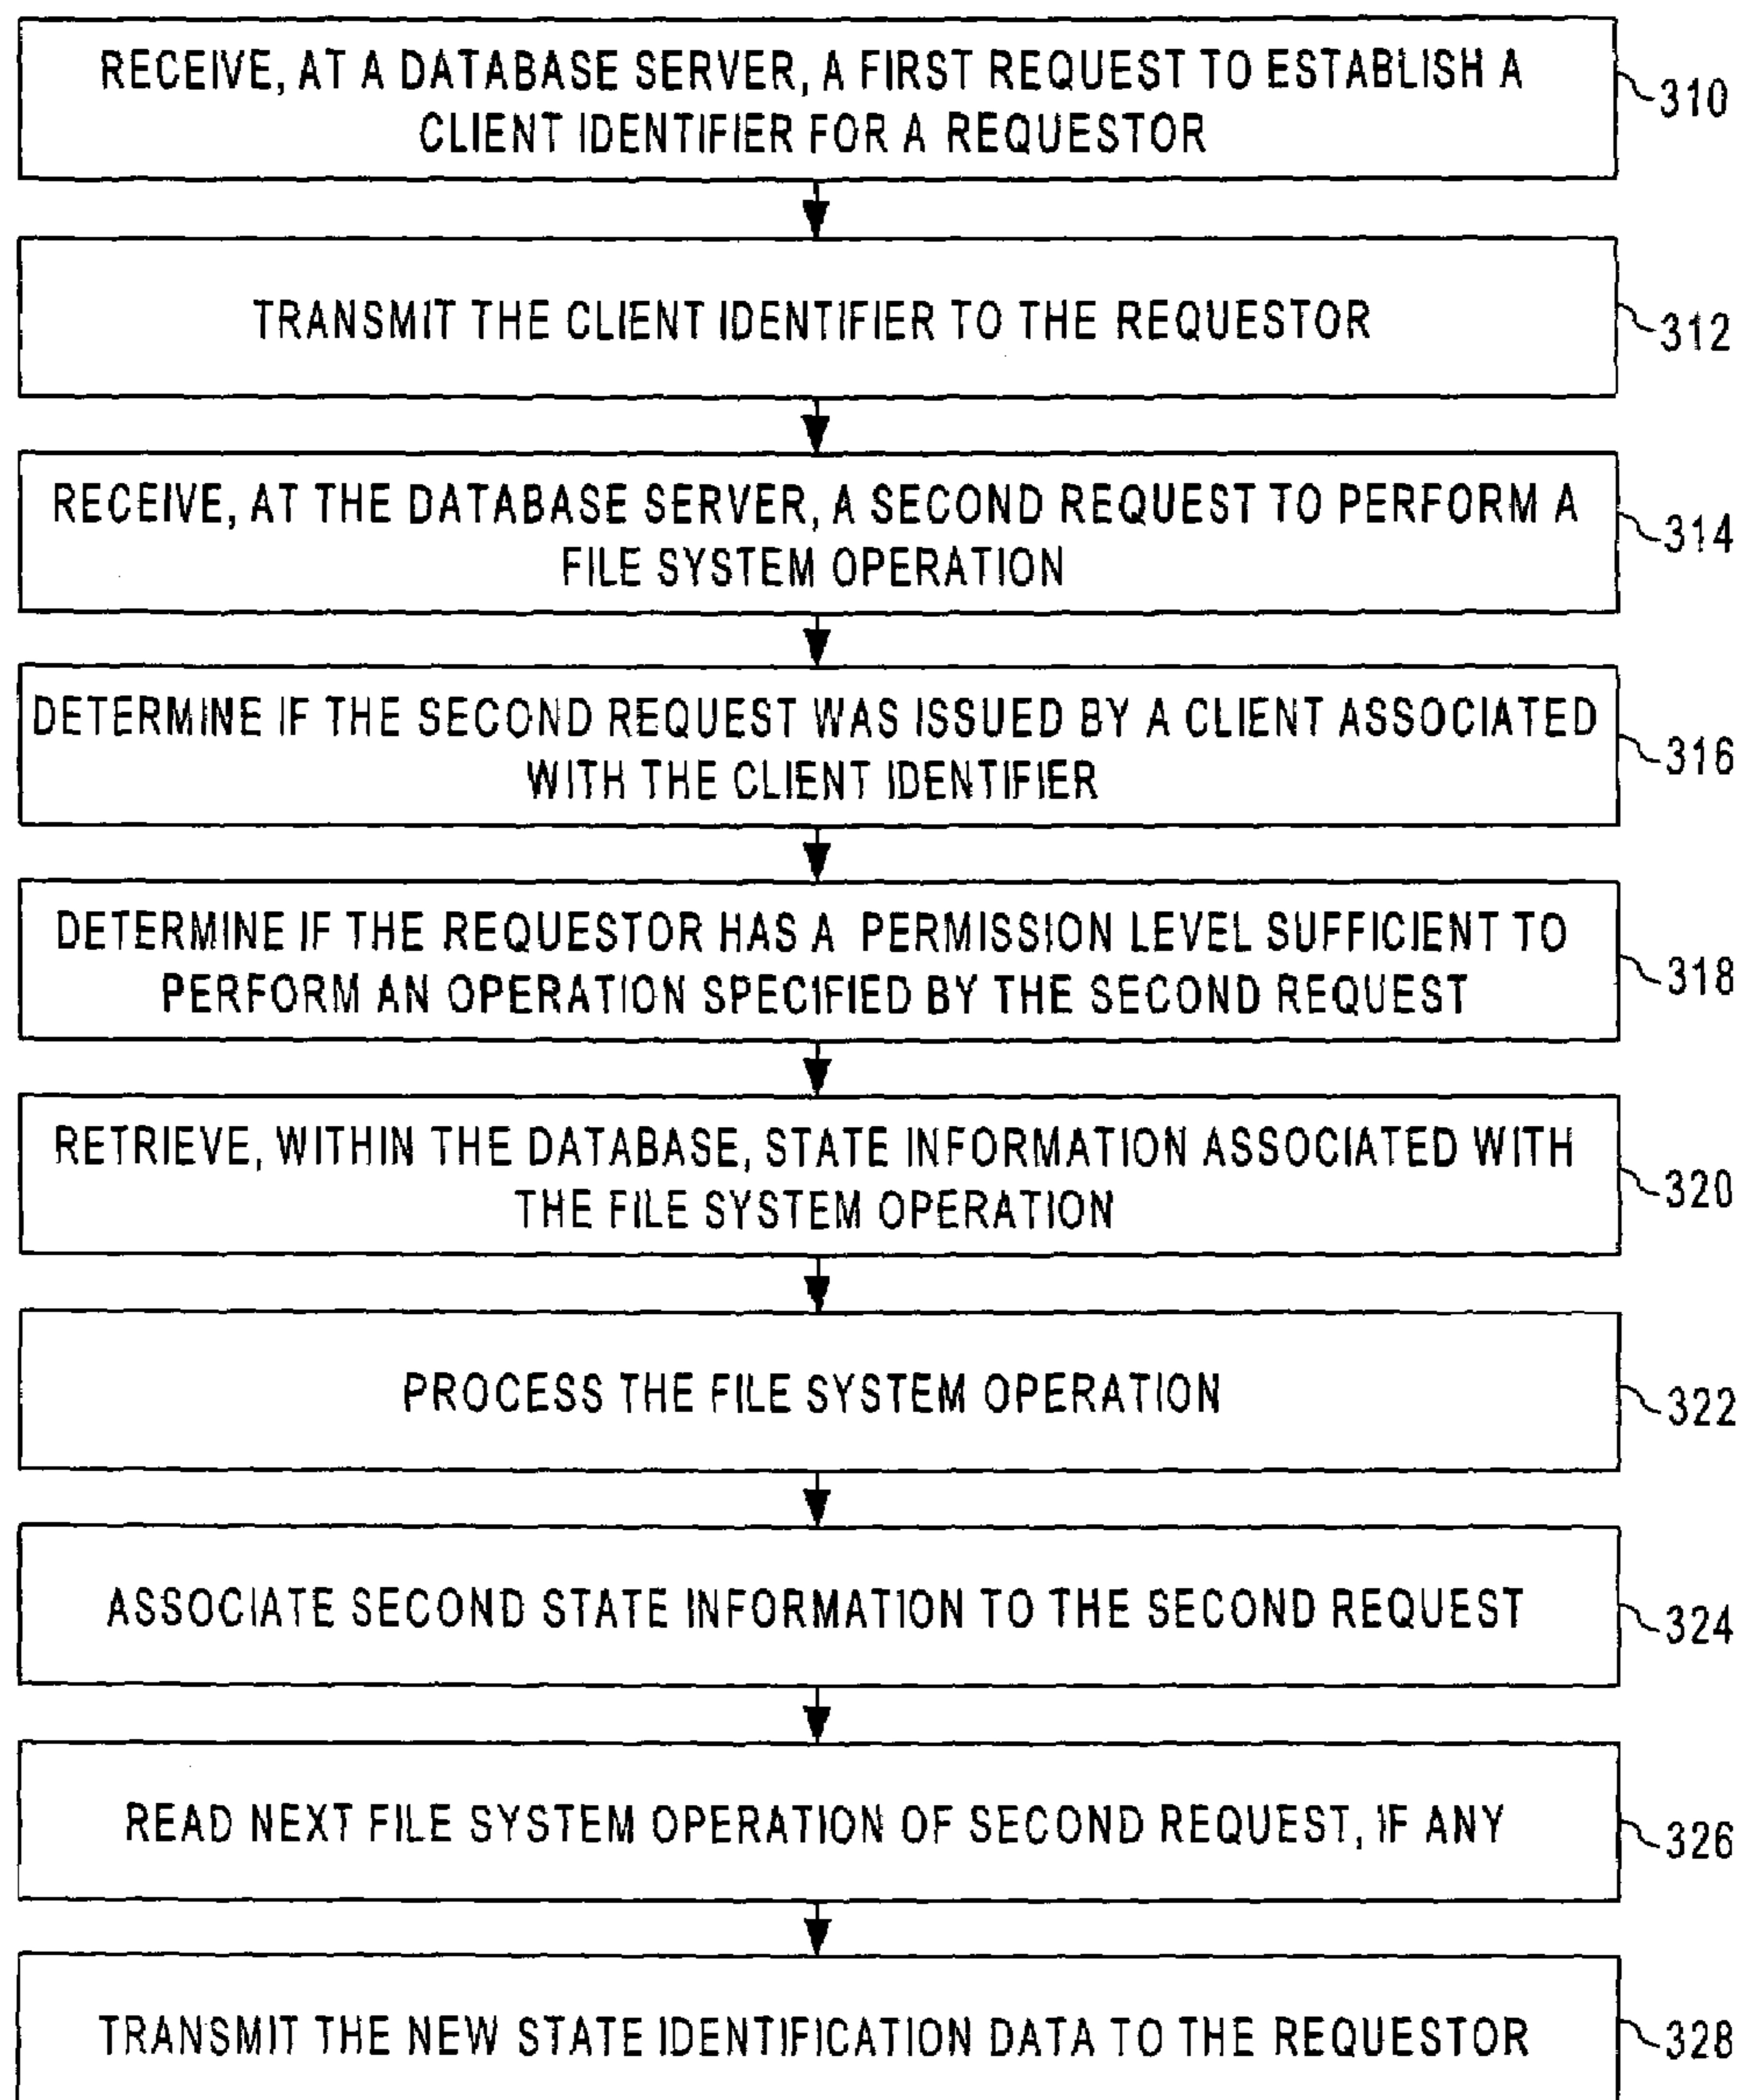 RECEIVE, AT A DATABASE SERVER, A FIRST REQUEST TO ESTABLISH A
CLIENT IDENTIFIER FOR A REQUESTOR
310
TRANSMIT THE CLIENT IDENTIFIER TO THE REQUESTOR
312
RECEIVE, AT THE DATABASE SERVER, A SECOND REQUEST TO PERFORM A
FILE SYSTEM OPERATION
314
DETERMINE IF THE SECOND REQUEST WAS ISSUED BY A CLIENT ASSOCIATED
WITH THE CLIENT IDENTIFIER
316
DETERMINE IF THE REQUESTOR HAS A PERMISSION LEVEL SUFFICIENT TO
PERFORM AN OPERATION SPECIFIED BY THE SECOND REQUEST
318
RETRIEVE, WITHIN THE DATABASE, STATE INFORMATION ASSOCIATED WITH
THE FILE SYSTEM OPERATION
320
PROCESS THE FILE SYSTEM OPERATION
322
ASSOCIATE SECOND STATE INFORMATION TO THE SECOND REQUEST
324
READ NEXT FILE SYSTEM OPERATION OF SECOND REQUEST, IF ANY
326
TRANSMIT THE NEW STATE IDENTIFICATION DATA TO THE REQUESTOR
328